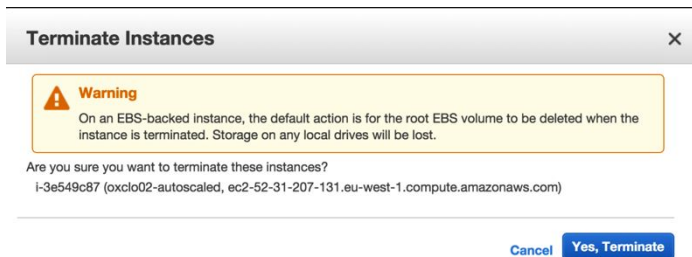 Terminate Instances
Warning
On an EBS-backed instance, the default action is for the root EBS volume to be deleted when the
instance is terminated. Storage on any local drives will be lost.
Are you sure you want to terminate these instances?
i-3e549c87 (oxclo02-autoscaled, ec2-52-31-207-131.eu-west-1.compute.amazonaws.com)
Cancel Yes, Terminate